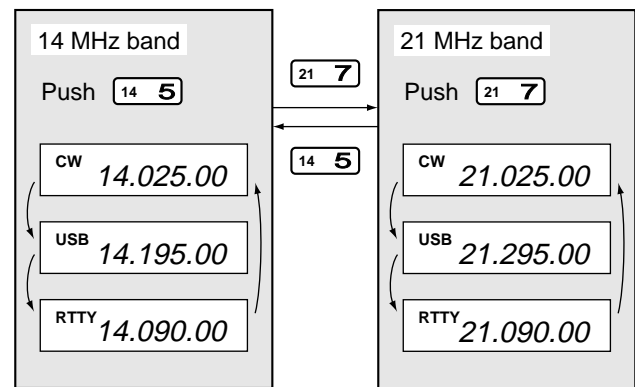 14 MHz band
Push 14 5
CW 14.025.00
USB 14.195.00
RTTY 14.090.00
21 7
14 5
21 MHz band
Push 21 7
CW 21.025.00
USB 21.295.00
RTTY 21.090.00